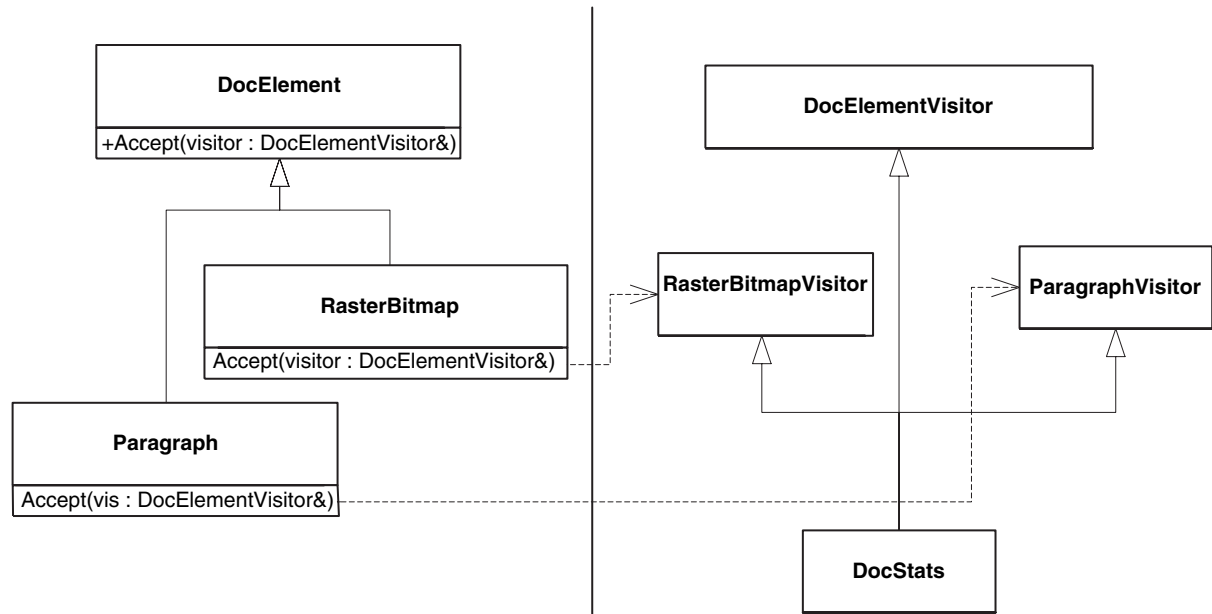 DocElement
+Accept(visitor : DocElementVisitor&)
RasterBitmap
Accept(visitor : DocElementVisitor&)
Paragraph
Accept(vis : DocElementVisitor&)
DocElementVisitor
RasterBitmapVisitor
ParagraphVisitor
DocStats